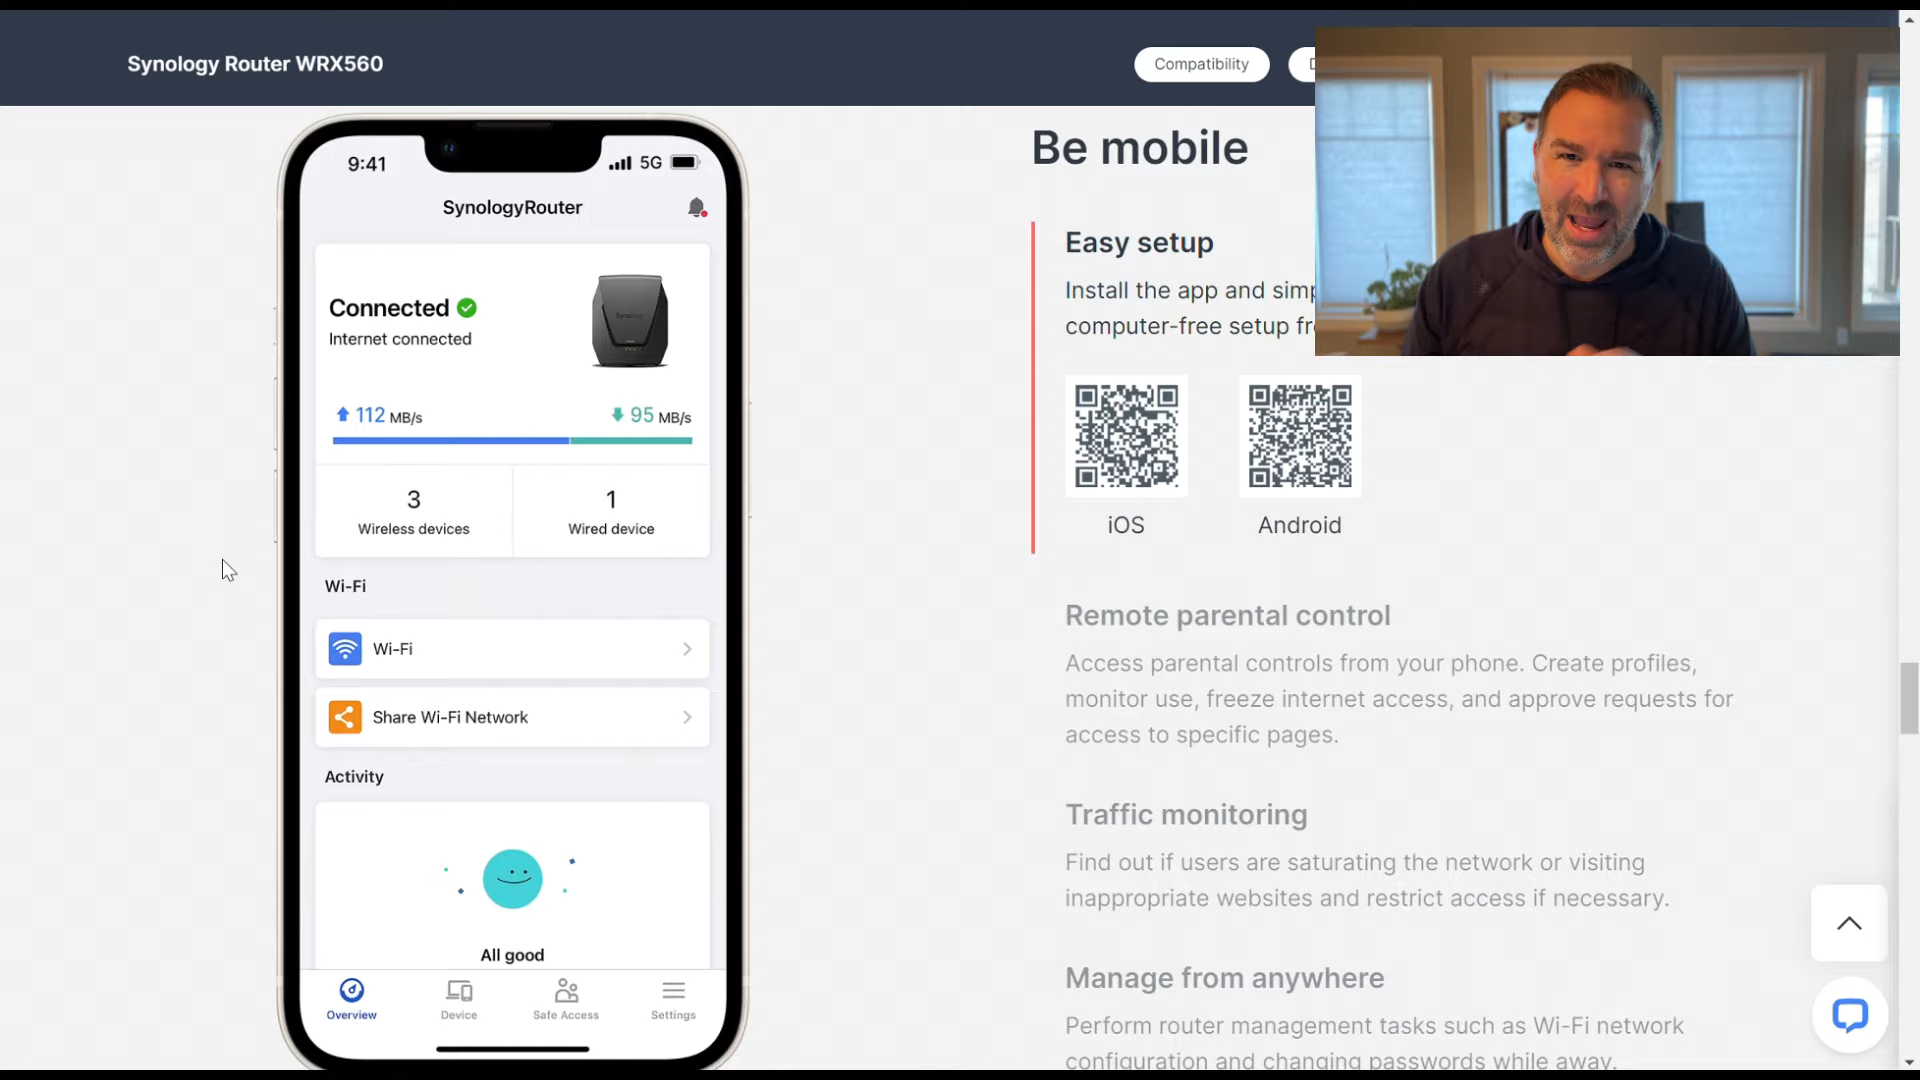 Synology Router WRX560
Compatibility
9:41
5G
SynologyRouter
Connected
Internet connected
Synology
112 MB/s
95 MB/s
3
Wireless devices
1
Wired device
Wi-Fi
Wi-Fi
Share Wi-Fi Network
Activity
All good
Overview
Device
Safe Access
Settings
Be mobile
Easy setup
Install the app and
computer-free setup
iOS
Android
Remote parental control
Access parental controls from your phone. Create profiles,
monitor use, freeze internet access, and approve requests for
access to specific pages.
Traffic monitoring
Find out if users are saturating the network or visiting
inappropriate websites and restrict access if necessary.
Manage from anywhere
Perform router management tasks such as Wi-Fi network
configuration and changing passwords while away.